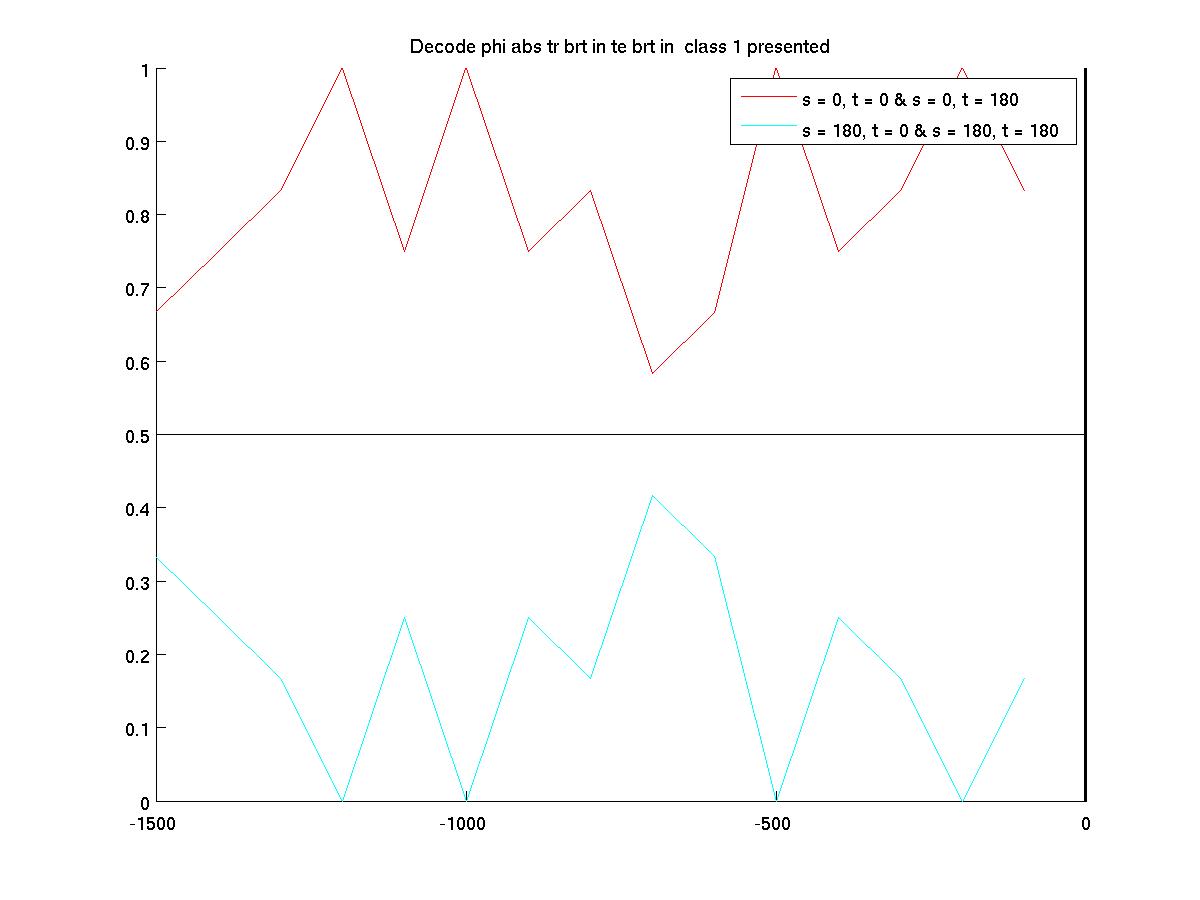 Decode phi abs tr brt in te brt in  class 1 presented
s = 0, t = 0 & s = 0, t = 180
s = 180, t = 0 & s = 180, t = 180
1
0.9
0.8
0.7
0.6
0.5
0.4
0.3
0.2
0.1
0
-1500 -1000 -500 0